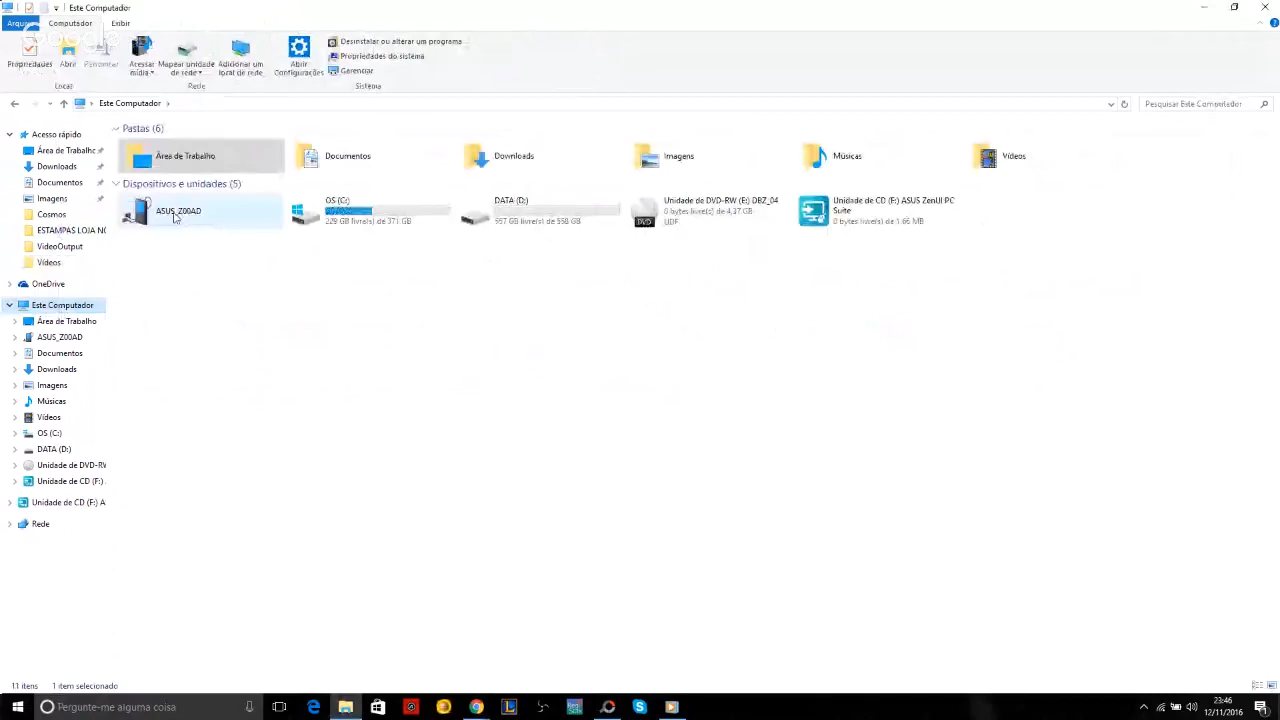 Este Computador
Arquivo Computador Exibir
Propriedades
Abrir
Renomear
Acessar mídia
Mapear unidade de rede
Adicionar um local de rede
Abrir Configurações
Desinstalar ou alterar um programa
Propriedades do sistema
Gerenciar
Local
Rede
Sistema
Este Computador
Pesquisar Este Computador
Acesso rápido
Área de Trabalho
Downloads
Documentos
Imagens
Cosmos
ESTAMPAS LOJA NO
VideoOutput
Vídeos
OneDrive
Este Computador
Área de Trabalho
ASUS_Z00AD
Documentos
Downloads
Imagens
Músicas
Vídeos
OS (C:)
DATA (D:)
Unidade de DVD-RW
Unidade de CD (F:)
Unidade de CD (F:) A
Rede
Pastas (6)
Área de Trabalho
Documentos
Downloads
Imagens
Músicas
Vídeos
Dispositivos e unidades (5)
ASUS_Z00AD
OS (C:)
229 GB livre(s) de 371 GB
DATA (D:)
557 GB livre(s) de 558 GB
Unidade de DVD-RW (E:) DBZ_04
0 bytes livre(s) de 4,37 GB
UDF
DVD
Unidade de CD (F:) ASUS ZenUI PC
Suite
0 bytes livre(s) de 1.66 MB
11 itens
1 item selecionado
Pergunte-me alguma coisa
23:46
12/11/2016